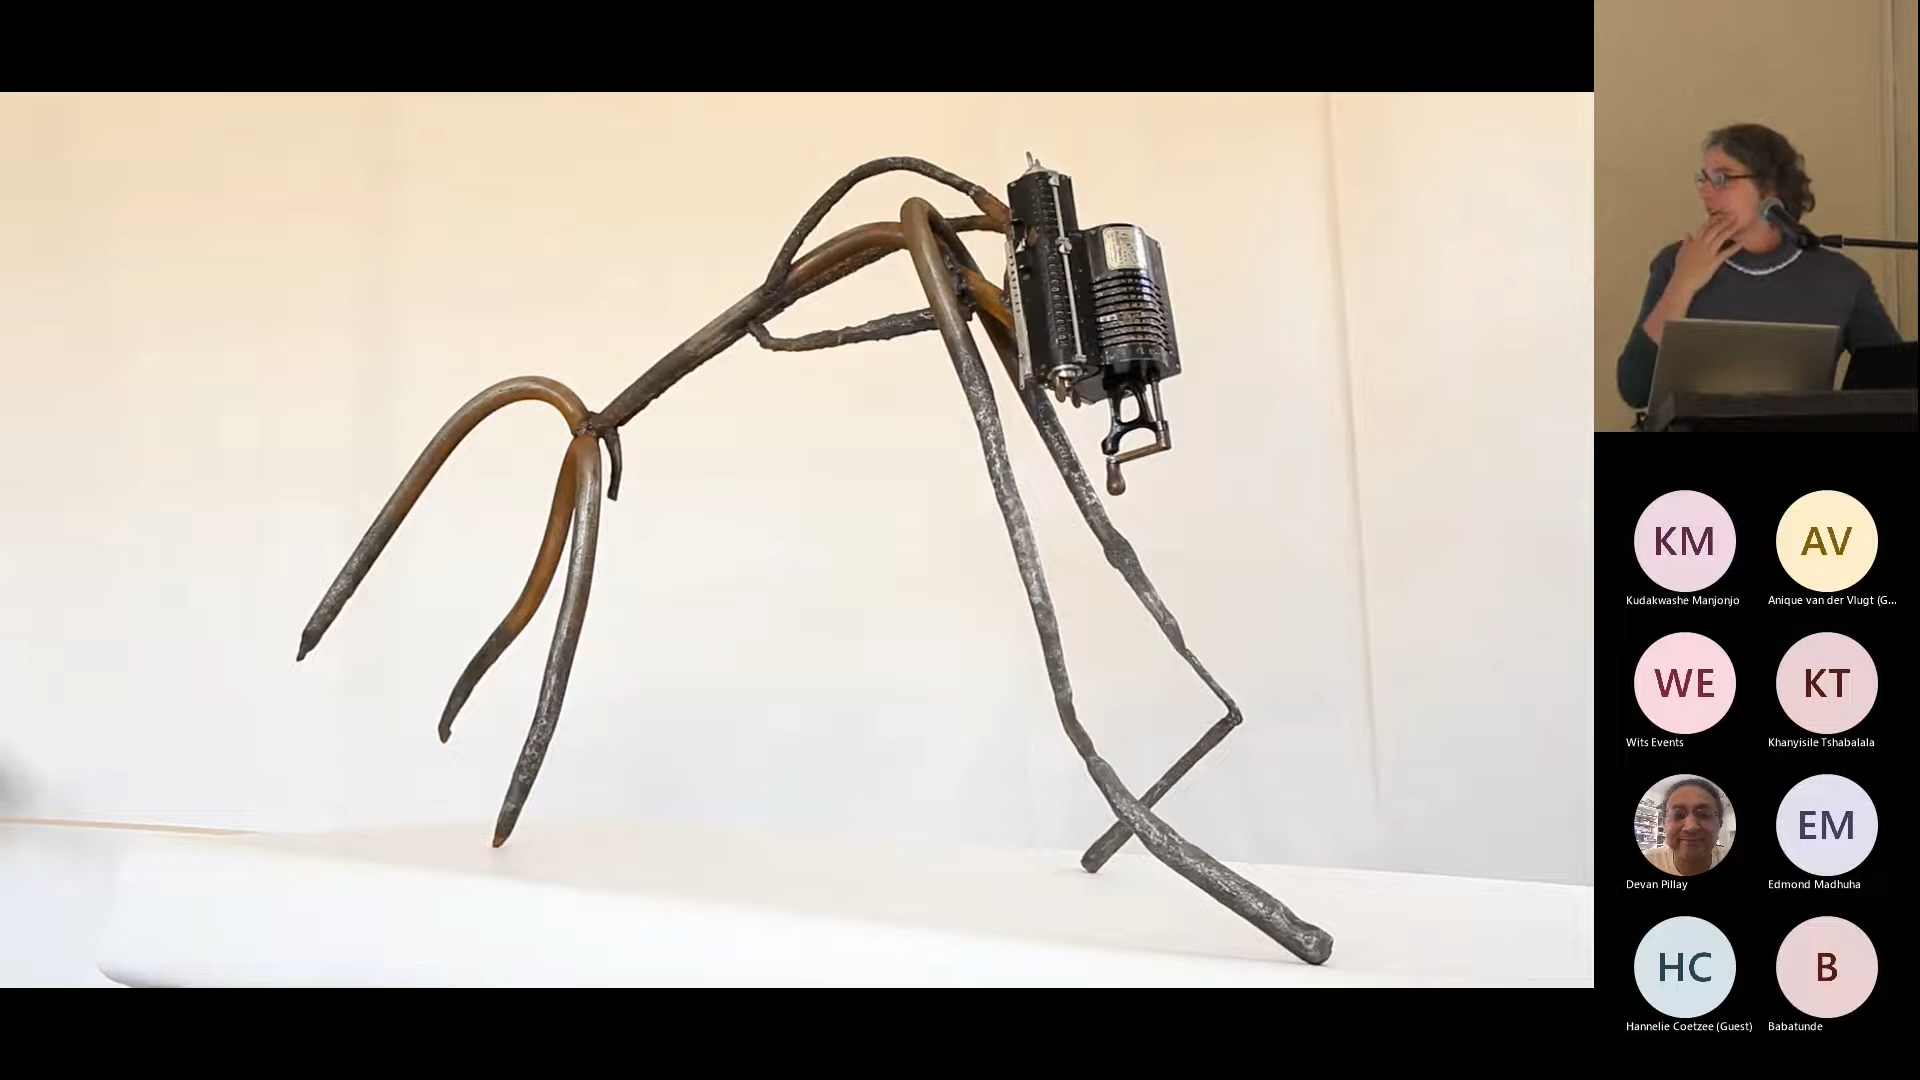 KM
AV
Kudakwashe Manjonjo
Anique van der Vlugt (G...
WE
KT
Wits Events
Khanyisile Tshabalala
Devan Pillay
EM
Edmond Madhuha
HC
B
Hannelie Coetzee (Guest)
Babatunde